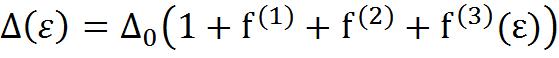 Δ(𝜀) = Δ₀(1 + f⁽¹⁾ + f⁽²⁾ + f⁽³⁾(ε))